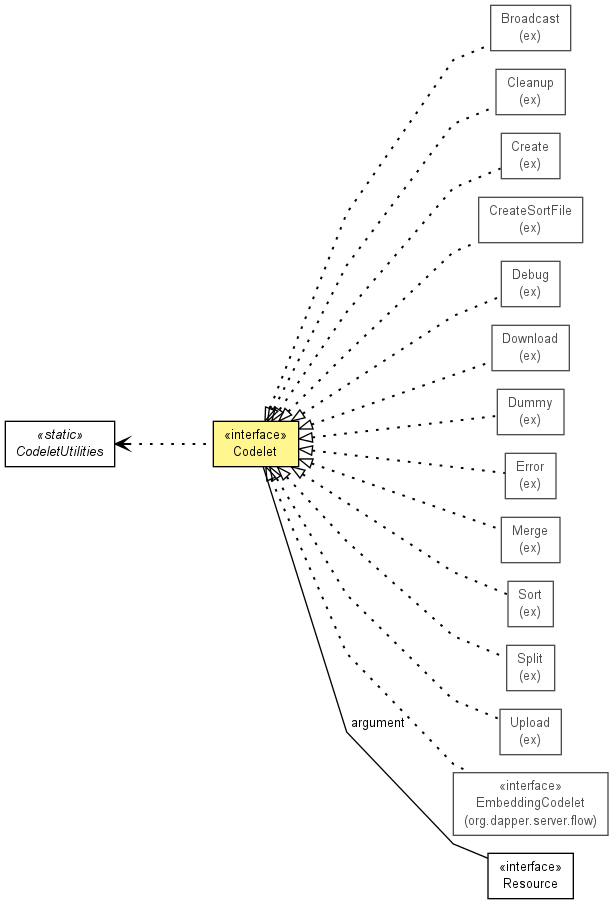 Broadcast
(ex)
Cleanup
(ex)
Create
(ex)
CreateSortFile
(ex)
Debug
(ex)
Download
(ex)
Dummy
(ex)
«static»
CodeletUtilities
«interface»
Codelet
Error
(ex)
Merge
(ex)
Sort
(ex)
Split
(ex)
Upload
(ex)
argument
«interface»
EmbeddingCodelet
(org.dapper.server.flow)
«interface»
Resource